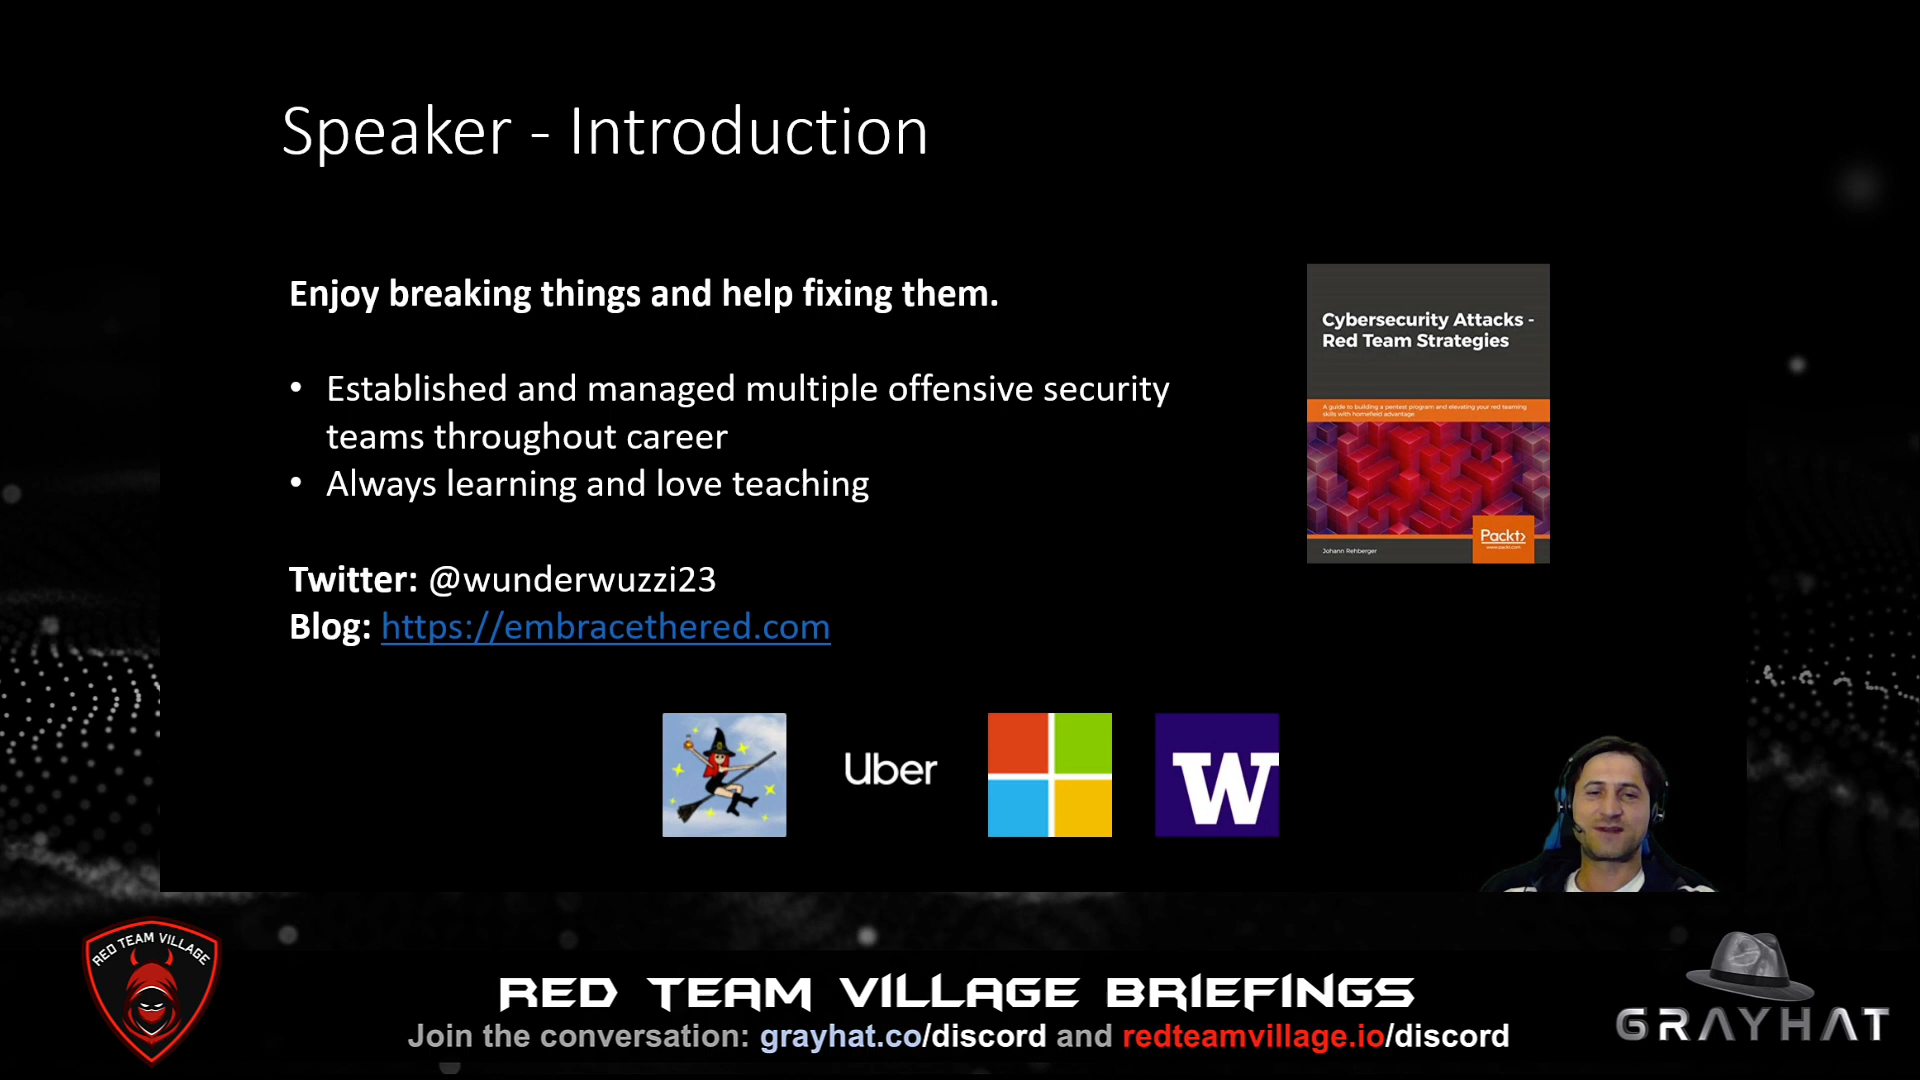 Speaker - Introduction
Enjoy breaking things and help fixing them.
• Established and managed multiple offensive security
teams throughout career
• Always learning and love teaching
Twitter: @wunderwuzzi23
Blog: https://embracethered.com
Cybersecurity Attacks -
Red Team Strategies
A guide to building a pentest program and elevating your red teaming
skills with homefield advantage
Packt>
www.packt.com
Johann Rehberger
Uber
W
RED TEAM VILLAGE
RED TEAM VILLAGE BRIEFINGS
Join the conversation: grayhat.co/discord and redteamvillage.io/discord
GRAYHAT